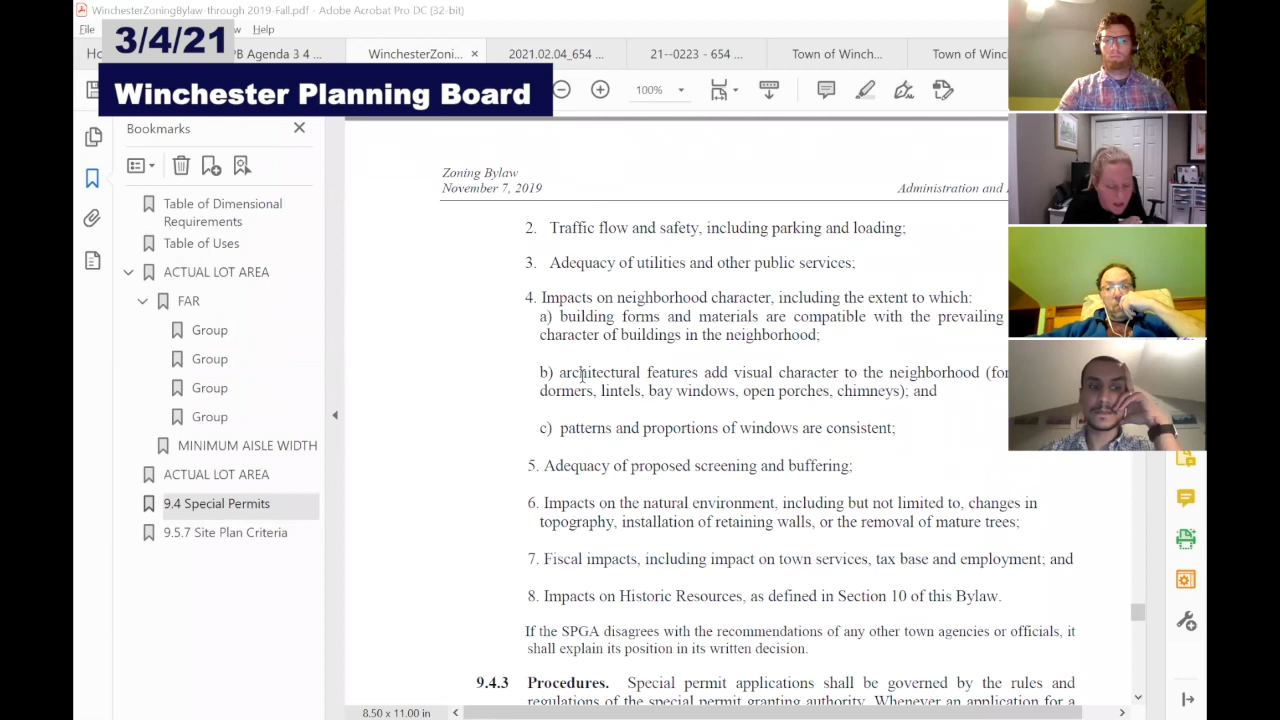 WinchesterZoningBylaw-through 2019-Fall.pdf - Adobe Acrobat Pro DC (32-bit)
File
Help
3/4/21
B Agenda 3 4 ...
WinchesterZoni...
2021.02.04_654 ...
21--0223 - 654 ...
Town of Winch...
Town of Winc
Winchester Planning Board
100%
Bookmarks
Table of Dimensional
Requirements
Table of Uses
ACTUAL LOT AREA
FAR
Group
Group
Group
Group
MINIMUM AISLE WIDTH
ACTUAL LOT AREA
9.4 Special Permits
9.5.7 Site Plan Criteria
Zoning Bylaw
November 7, 2019
Administration and
2. Traffic flow and safety, including parking and loading;
3. Adequacy of utilities and other public services;
4. Impacts on neighborhood character, including the extent to which:
a) building forms and materials are compatible with the prevailing
character of buildings in the neighborhood;
b) architectural features add visual character to the neighborhood (for
dormers, lintels, bay windows, open porches, chimneys); and
c) patterns and proportions of windows are consistent;
5. Adequacy of proposed screening and buffering;
6. Impacts on the natural environment, including but not limited to, changes in
topography, installation of retaining walls, or the removal of mature trees;
7. Fiscal impacts, including impact on town services, tax base and employment; and
8. Impacts on Historic Resources, as defined in Section 10 of this Bylaw.
If the SPGA disagrees with the recommendations of any other town agencies or officials, it
shall explain its position in its written decision.
9.4.3 Procedures. Special permit applications shall be governed by the rules and
regulations of the special permit granting authority. Whenever an application for a
8.50 x 11.00 in